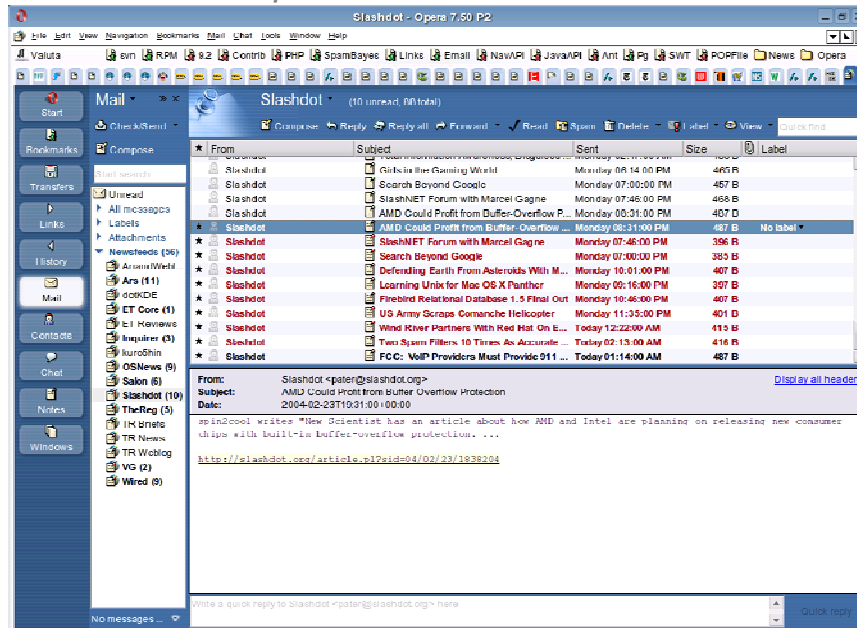 Slashdot - Opera 7.50 P2
File Edit View Navigation Bookmarks Mail Chat Tools Window Help
Valuta svn RPM 9.2 Contrib PHP SpamBayes Links Email NavAPI JavaAPI Ant Pg SWT POPFile News Opera
Start
Bookmarks
Transfers
Links
History
Mail
Contacts
Chat
Notes
Windows
Mail
Check/Send
Compose
Start search
Unread
All messages
Labels
Attachments
Newsfeeds (56)
AnandWebl
Ars (11)
dotKDE
ET Core (1)
ET Reviews
Inquirer (3)
kuro5hin
OSNews (9)
Salon (6)
Slashdot (10)
TheReg (5)
TR Briefs
TR News
TR Weblog
VG (2)
Wired (9)
No messages ...
Slashdot (10 unread, 88 total)
Compose Reply Reply all Forward Read Spam Delete Label View Quick find
From Subject Sent Size Label
Slashdot Girls in the Gaming World Monday 06:14:00 PM 465 B
Slashdot Search Beyond Google Monday 07:00:00 PM 457 B
Slashdot SlashNET Forum with Marcel Gagne Monday 07:46:00 PM 468 B
Slashdot AMD Could Profit from Buffer-Overflow P... Monday 08:31:00 PM 487 B
Slashdot AMD Could Profit from Buffer-Overflow ... Monday 08:31:00 PM 487 B No label
Slashdot SlashNET Forum with Marcel Gagne Monday 07:46:00 PM 396 B
Slashdot Search Beyond Google Monday 07:00:00 PM 385 B
Slashdot Defending Earth From Asteroids With M... Monday 10:01:00 PM 407 B
Slashdot Learning Unix for Mac OS X Panther Monday 09:16:00 PM 397 B
Slashdot Firebird Relational Database 1.5 Final Out Monday 10:46:00 PM 407 B
Slashdot US Army Scraps Comanche Helicopter Monday 11:35:00 PM 401 B
Slashdot Wind River Partners With Red Hat On E... Today 12:22:00 AM 415 B
Slashdot Two Spam Filters 10 Times As Accurate ... Today 02:13:00 AM 416 B
Slashdot FCC: VoIP Providers Must Provide 911 ... Today 01:14:00 AM 487 B
From: Slashdot <pater@slashdot.org> Display all header
Subject: AMD Could Profit from Buffer Overflow Protection
Date: 2004-02-23T19:31:00+00:00
spin2cool writes "New Scientist has an article about how AMD and Intel are planning on releasing new consumer
chips with built-in buffer-overflow protection. ...
http://slashdot.org/article.pl?sid=04/02/23/1838204
Write a quick reply to Slashdot <pater@slashdot.org> here
Quick reply